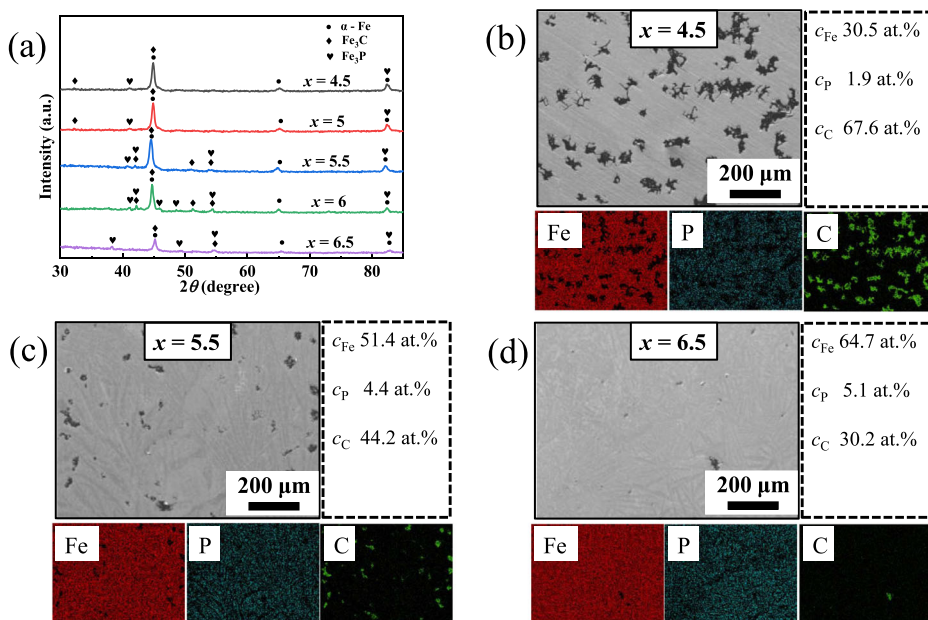 (a)
● α - Fe
♦ Fe₃C
♥ Fe₃P
x = 4.5
x = 5
x = 5.5
x = 6
x = 6.5
Intensity (a.u.)
30 40 50 60 70 80
2θ (degree)
(b)
x = 4.5
200 μm
cFe 30.5 at.%
cP 1.9 at.%
cC 67.6 at.%
Fe
P
C
(c)
x = 5.5
200 μm
cFe 51.4 at.%
cP 4.4 at.%
cC 44.2 at.%
Fe
P
C
(d)
x = 6.5
200 μm
cFe 64.7 at.%
cP 5.1 at.%
cC 30.2 at.%
Fe
P
C